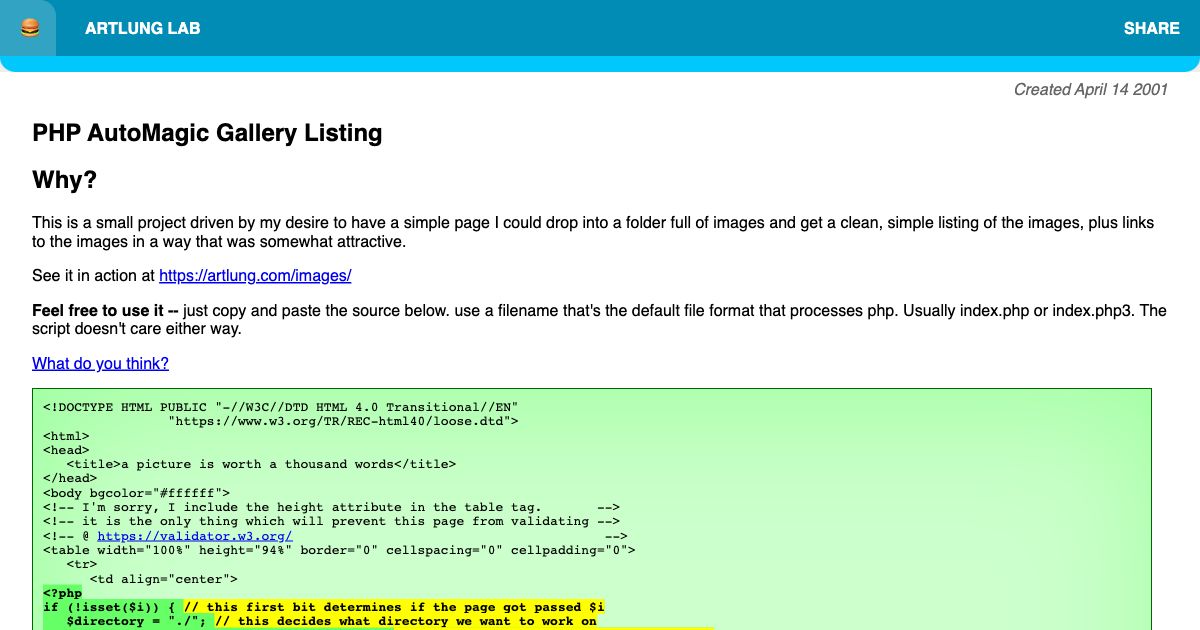 ARTLUNG LAB
SHARE
Created April 14 2001
PHP AutoMagic Gallery Listing
Why?
This is a small project driven by my desire to have a simple page I could drop into a folder full of images and get a clean, simple listing of the images, plus links
to the images in a way that was somewhat attractive.
See it in action at https://artlung.com/images/
Feel free to use it -- just copy and paste the source below. use a filename that's the default file format that processes php. Usually index.php or index.php3. The
script doesn't care either way.
What do you think?
<!DOCTYPE HTML PUBLIC "-//W3C//DTD HTML 4.0 Transitional//EN"
"https://www.w3.org/TR/REC-html40/loose.dtd">
<html>
<head>
<title>a picture is worth a thousand words</title>
</head>
<body bgcolor="#ffffff">
<!-- I'm sorry, I include the height attribute in the table tag. -->
<!-- it is the only thing which will prevent this page from validating -->
<!-- @ https://validator.w3.org/ -->
<table width="100%" height="94%" border="0" cellspacing="0" cellpadding="0">
<tr>
<td align="center">
<?php
if (!isset($i)) { // this first bit determines if the page got passed $i
$directory = "./"; // this decides what directory we want to work on